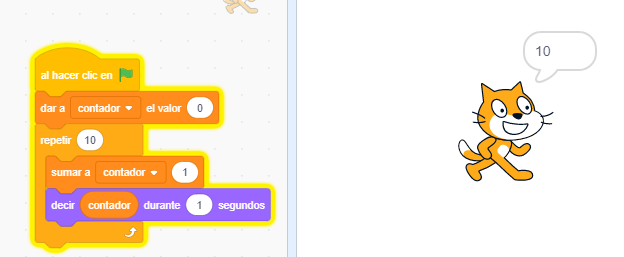 al hacer clic en
dar a contador el valor 0
repetir 10
sumar a contador 1
decir contador durante 1 segundos
10